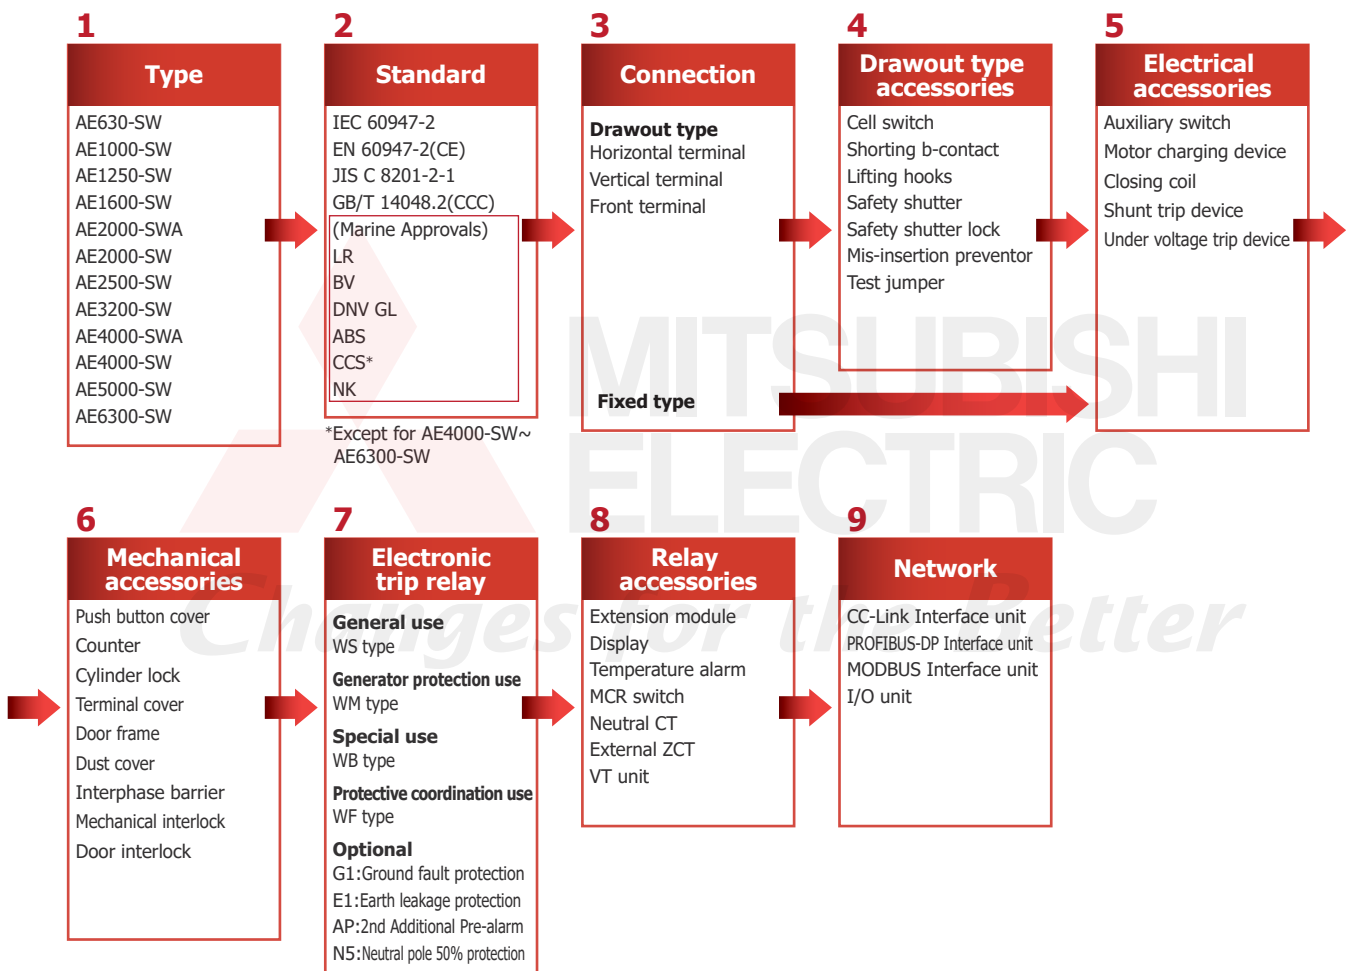 1
Type
AE630-SW
AE1000-SW
AE1250-SW
AE1600-SW
AE2000-SWA
AE2000-SW
AE2500-SW
AE3200-SW
AE4000-SWA
AE4000-SW
AE5000-SW
AE6300-SW
2
Standard
IEC 60947-2
EN 60947-2(CE)
JIS C 8201-2-1
GB/T 14048.2(CCC)
(Marine Approvals)
LR
BV
DNV GL
ABS
CCS*
NK
*Except for AE4000-SW~
AE6300-SW
3
Connection
Drawout type
Horizontal terminal
Vertical terminal
Front terminal
Fixed type
4
Drawout type
accessories
Cell switch
Shorting b-contact
Lifting hooks
Safety shutter
Safety shutter lock
Mis-insertion preventor
Test jumper
5
Electrical
accessories
Auxiliary switch
Motor charging device
Closing coil
Shunt trip device
Under voltage trip device
6
Mechanical
accessories
Push button cover
Counter
Cylinder lock
Terminal cover
Door frame
Dust cover
Interphase barrier
Mechanical interlock
Door interlock
7
Electronic
trip relay
General use
WS type
Generator protection use
WM type
Special use
WB type
Protective coordination use
WF type
Optional
G1:Ground fault protection
E1:Earth leakage protection
AP:2nd Additional Pre-alarm
N5:Neutral pole 50% protection
8
Relay
accessories
Extension module
Display
Temperature alarm
MCR switch
Neutral CT
External ZCT
VT unit
9
Network
CC-Link Interface unit
PROFIBUS-DP Interface unit
MODBUS Interface unit
I/O unit
MITSUBISHI
ELECTRIC
Changes for the Better